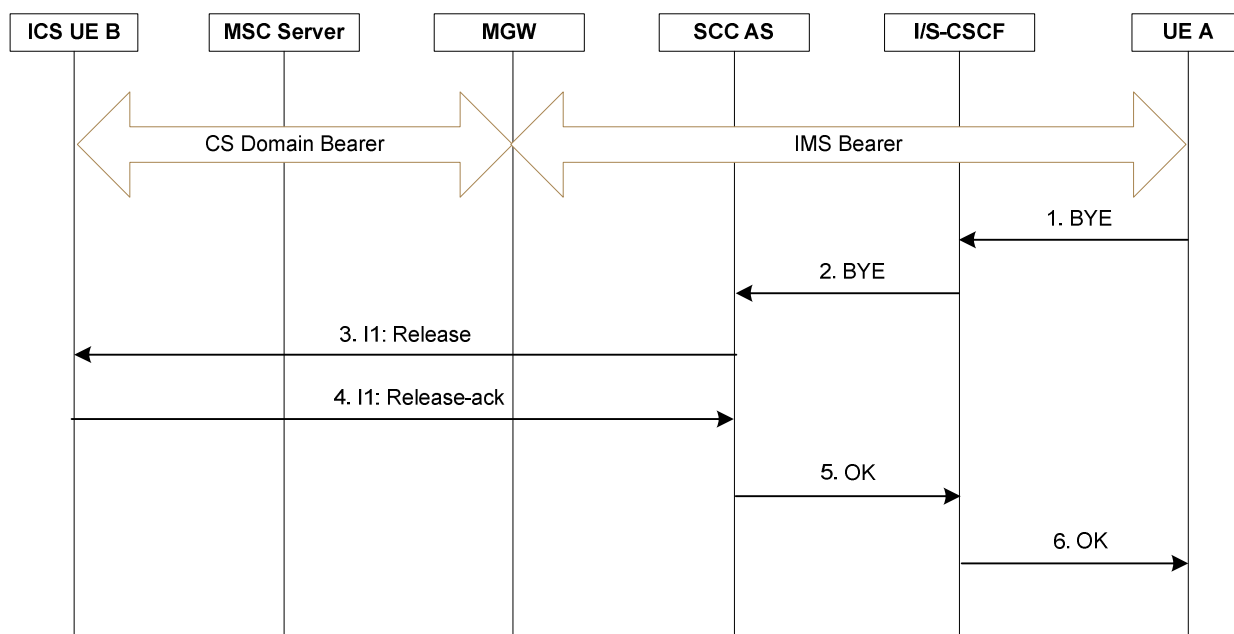 ICS UE B
MSC Server
MGW
SCC AS
I/S-CSCF
UE A
CS Domain Bearer
IMS Bearer
1. BYE
2. BYE
3. I1: Release
4. I1: Release-ack
5. OK
6. OK